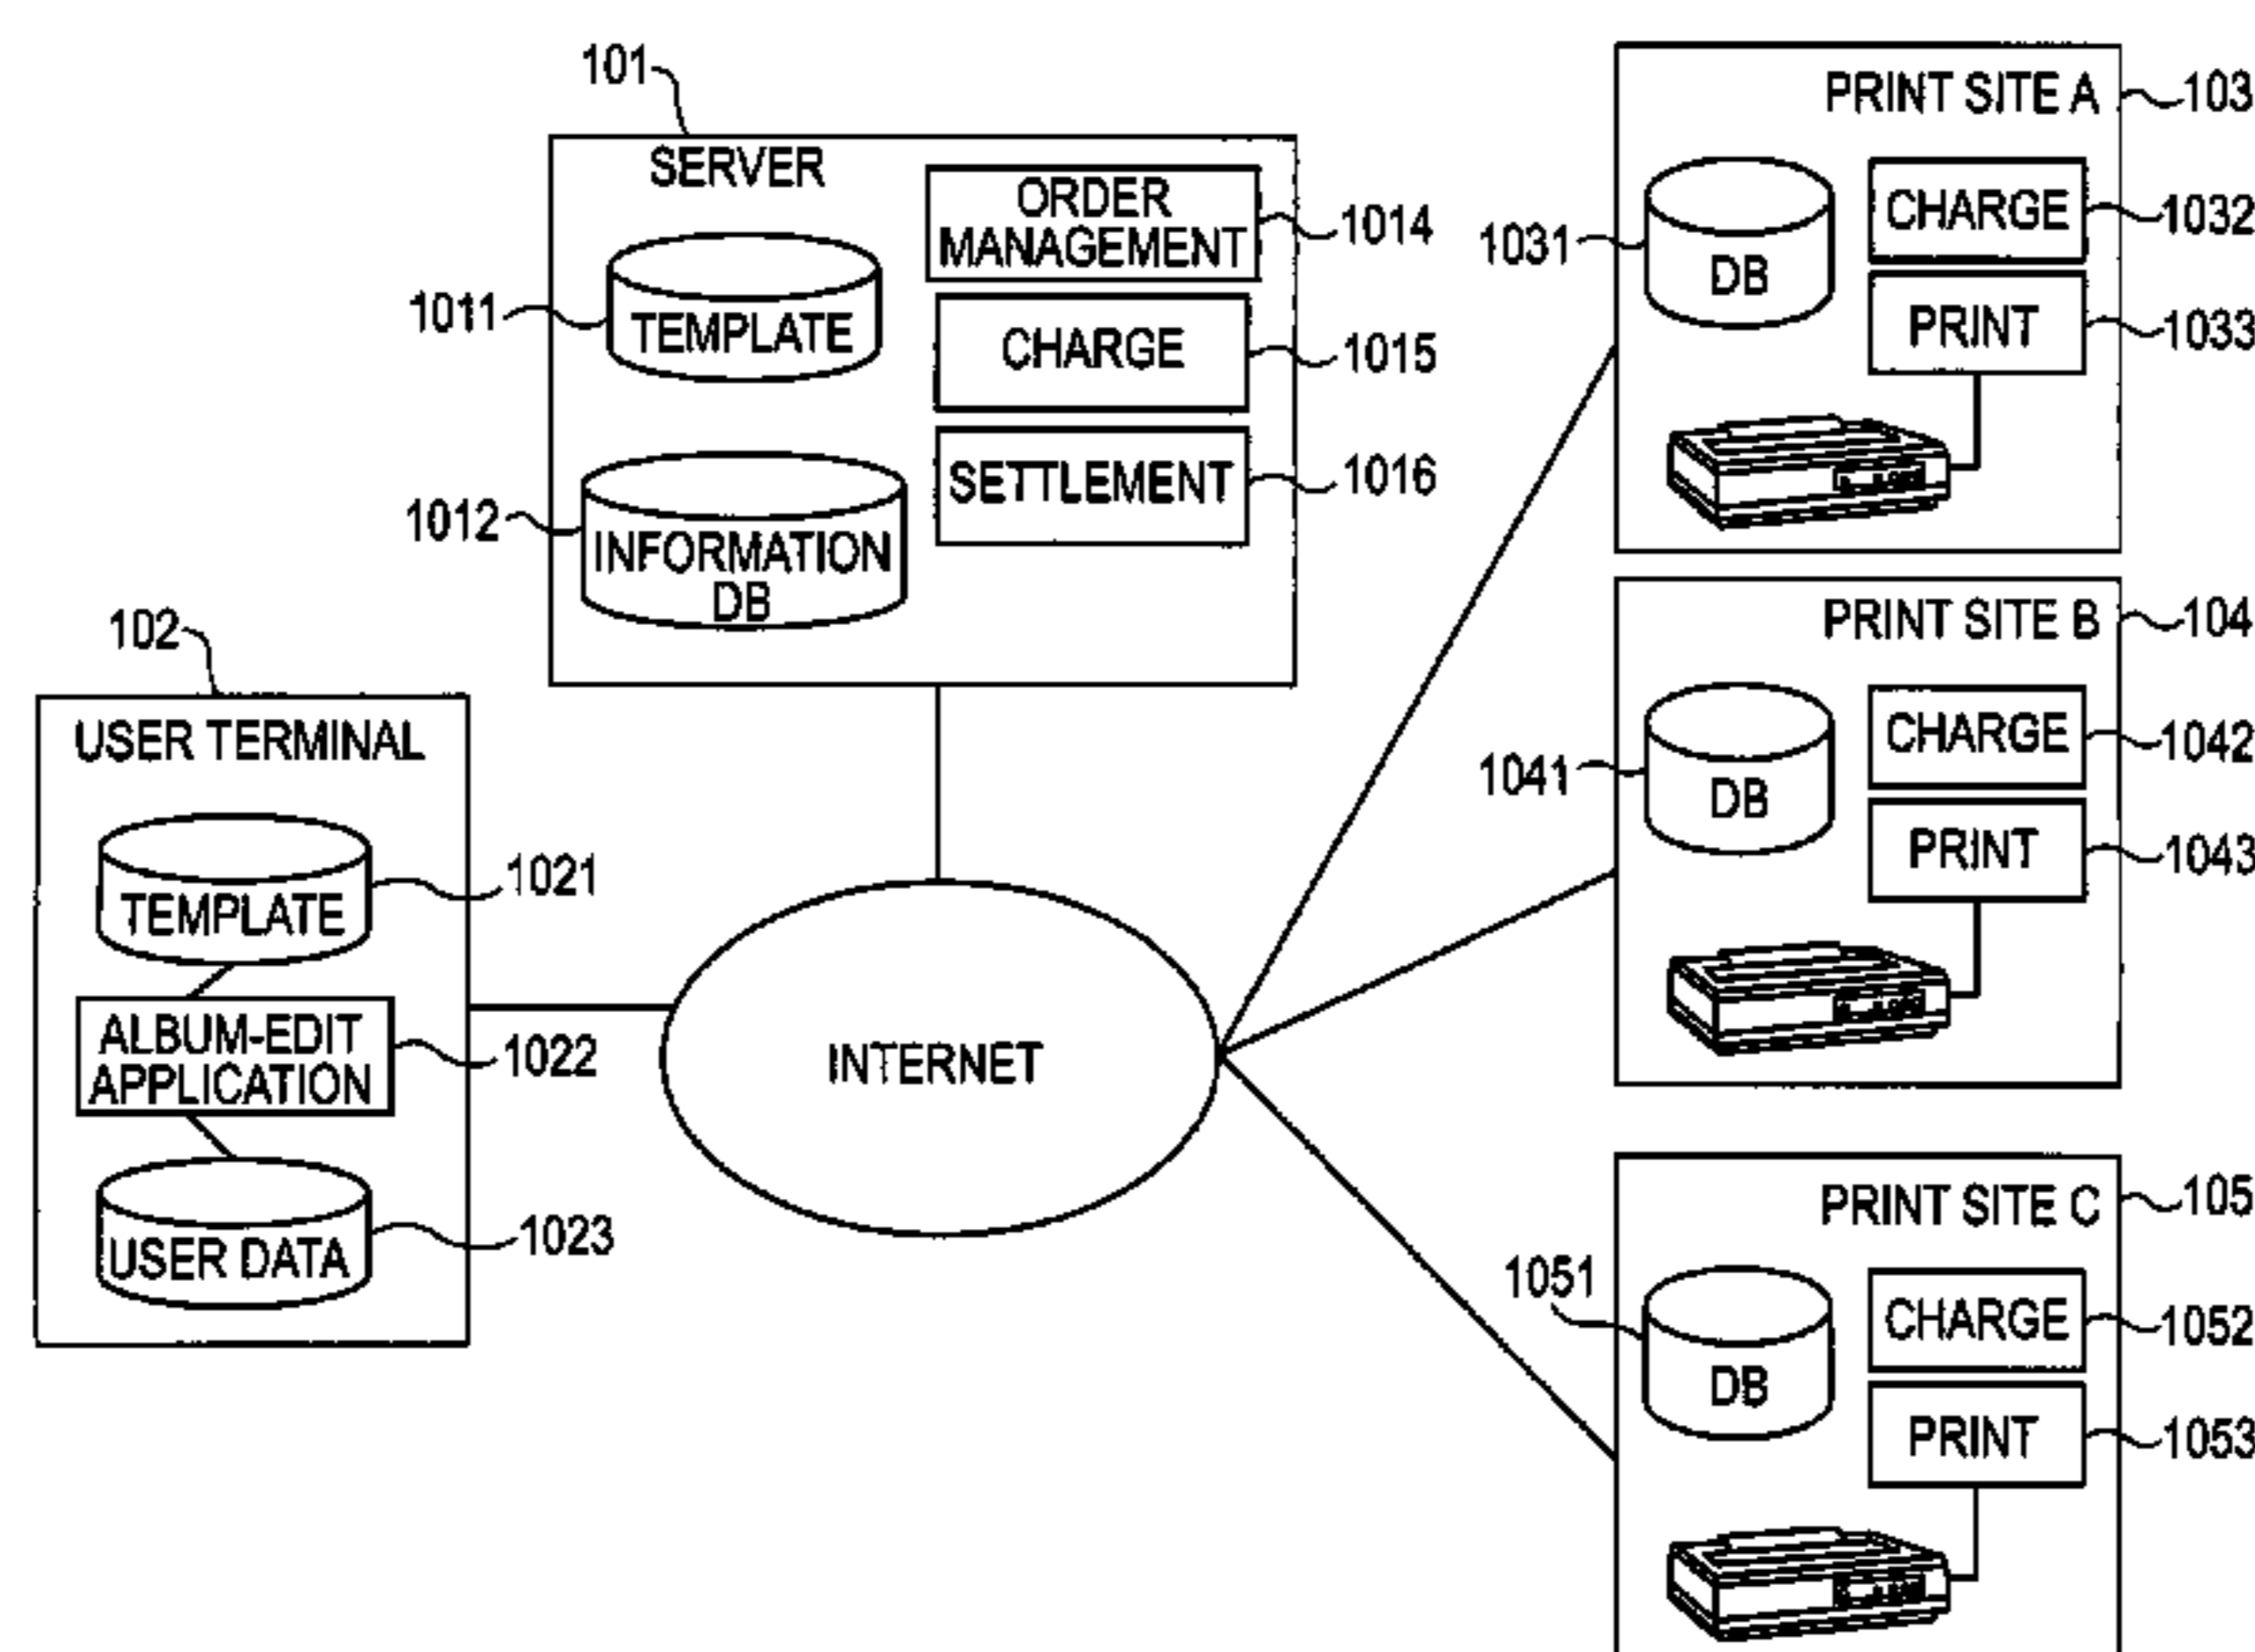 101
SERVER
ORDER
MANAGEMENT
1014
1011
TEMPLATE
CHARGE
1015
1012
INFORMATION
DB
SETTLEMENT
1016
102
USER TERMINAL
TEMPLATE
1021
ALBUM-EDIT
APPLICATION
1022
USER DATA
1023
INTERNET
PRINT SITE A
103
1031
DB
CHARGE
1032
PRINT
1033
PRINT SITE B
104
1041
DB
CHARGE
1042
PRINT
1043
PRINT SITE C
105
1051
DB
CHARGE
1052
PRINT
1053